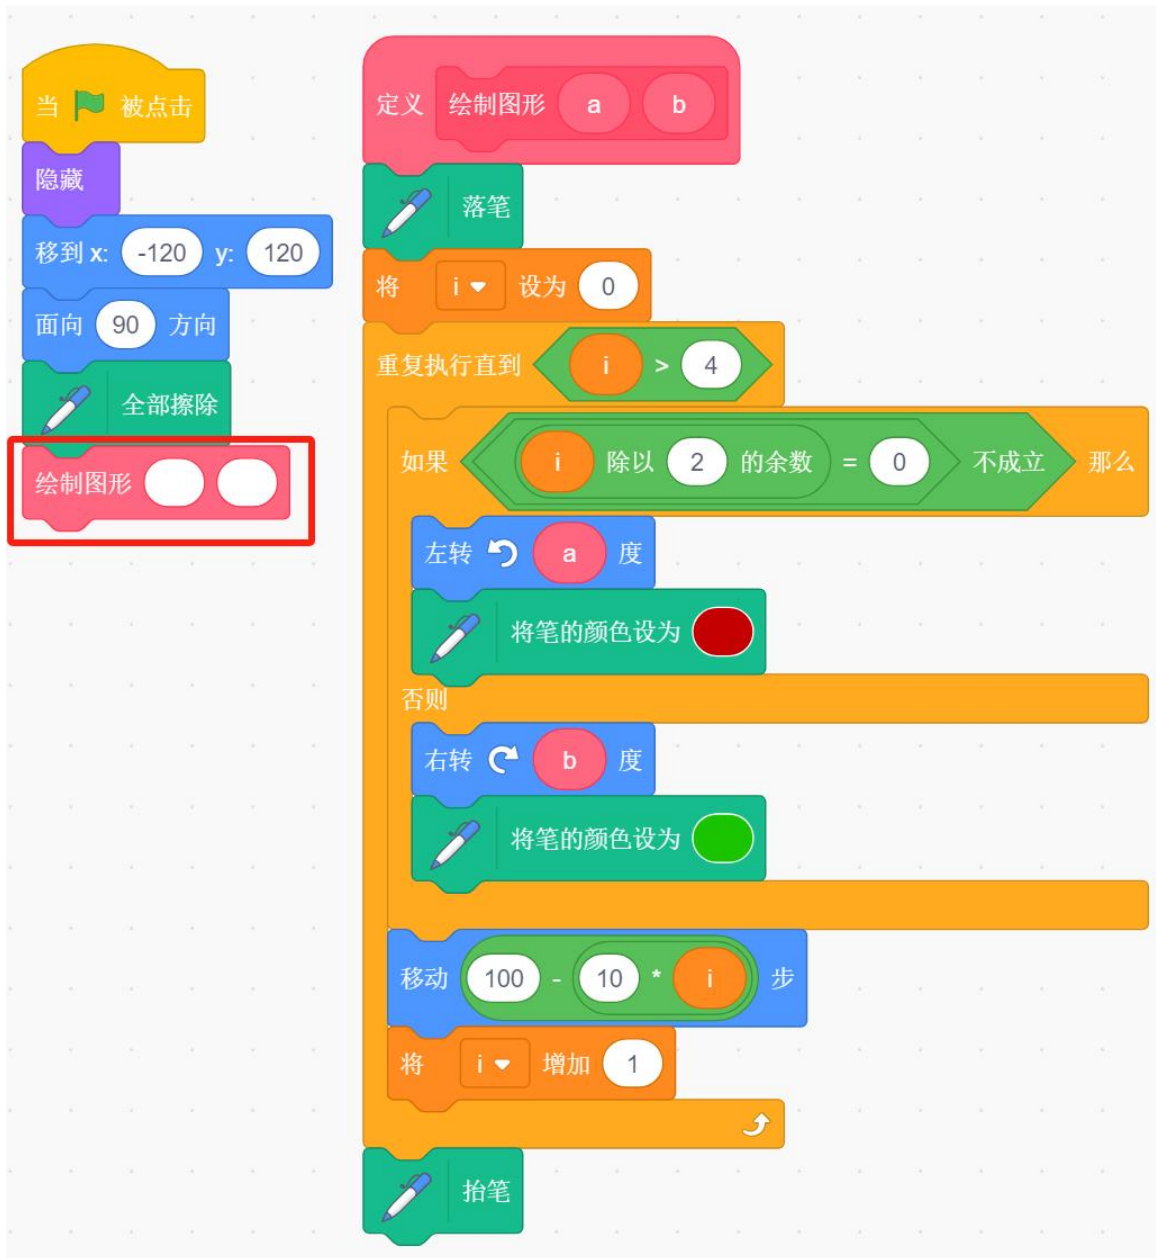 当 被点击
隐藏
移到 x: -120 y: 120
面向 90 方向
全部擦除
绘制图形
定义 绘制图形 a b
落笔
将 i 设为 0
重复执行直到 i > 4
如果 i 除以 2 的余数 = 0 不成立 那么
左转 a 度
将笔的颜色设为
否则
右转 b 度
将笔的颜色设为
移动 100 - 10 * i 步
将 i 增加 1
抬笔